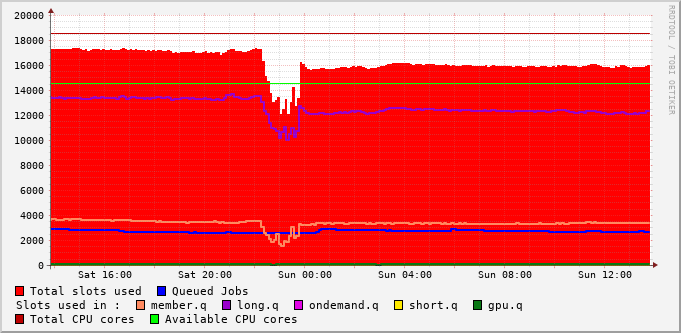 RRDTOOL / TOBI OETIKER
20000
18000
16000
14000
12000
10000
8000
6000
4000
2000
0
Sat 16:00 Sat 20:00 Sun 00:00 Sun 04:00 Sun 08:00 Sun 12:00
Total slots used Queued Jobs
Slots used in : member.q long.q ondemand.q short.q gpu.q
Total CPU cores Available CPU cores